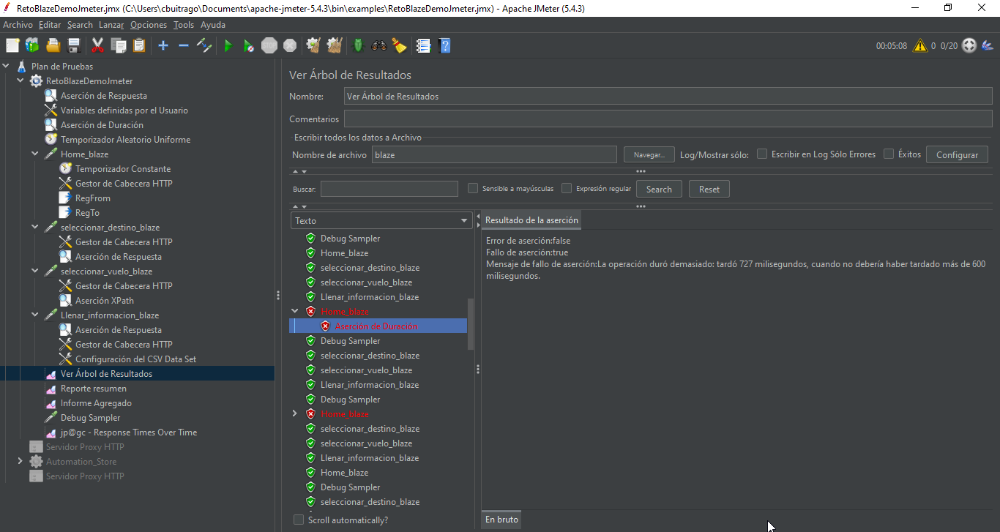 RetoBlazeDemoJmeter.jmx (C:\Users\cbuitrago\Documents\apache-jmeter-5.4.3\bin\examples\RetoBlazeDemoJmeter.jmx) - Apache JMeter (5.4.3)
Archivo Editar Search Lanzar Opciones Tools Ayuda
STOP 00:05:08 0 0/20
Plan de Pruebas
RetoBlazeDemoJmeter
Aserción de Respuesta
Variables definidas por el Usuario
Aserción de Duración
Temporizador Aleatorio Uniforme
Home_blaze
Temporizador Constante
Gestor de Cabecera HTTP
RegFrom
RegTo
seleccionar_destino_blaze
Gestor de Cabecera HTTP
Aserción de Respuesta
seleccionar_vuelo_blaze
Gestor de Cabecera HTTP
Aserción XPath
Llenar_informacion_blaze
Aserción de Respuesta
Gestor de Cabecera HTTP
Configuración del CSV Data Set
Ver Árbol de Resultados
Reporte resumen
Informe Agregado
Debug Sampler
jp@gc - Response Times Over Time
Servidor Proxy HTTP
Automation_Store
Servidor Proxy HTTP
Ver Árbol de Resultados
Nombre: Ver Árbol de Resultados
Comentarios
Escribir todos los datos a Archivo
Nombre de archivo blaze Navegar... Log/Mostrar sólo: Escribir en Log Sólo Errores Éxitos Configurar
Buscar: Sensible a mayúsculas Expresión regular Search Reset
Texto
Debug Sampler
Home_blaze
seleccionar_destino_blaze
seleccionar_vuelo_blaze
Llenar_informacion_blaze
Home_blaze
Aserción de Duración
Debug Sampler
seleccionar_destino_blaze
seleccionar_vuelo_blaze
Llenar_informacion_blaze
Debug Sampler
Home_blaze
seleccionar_destino_blaze
seleccionar_vuelo_blaze
Llenar_informacion_blaze
Home_blaze
Debug Sampler
seleccionar_destino_blaze
Scroll automatically?
Resultado de la aserción
Error de aserción:false
Fallo de aserción:true
Mensaje de fallo de aserción:La operación duró demasiado: tardó 727 milisegundos, cuando no debería haber tardado más de 600
milisegundos.
En bruto